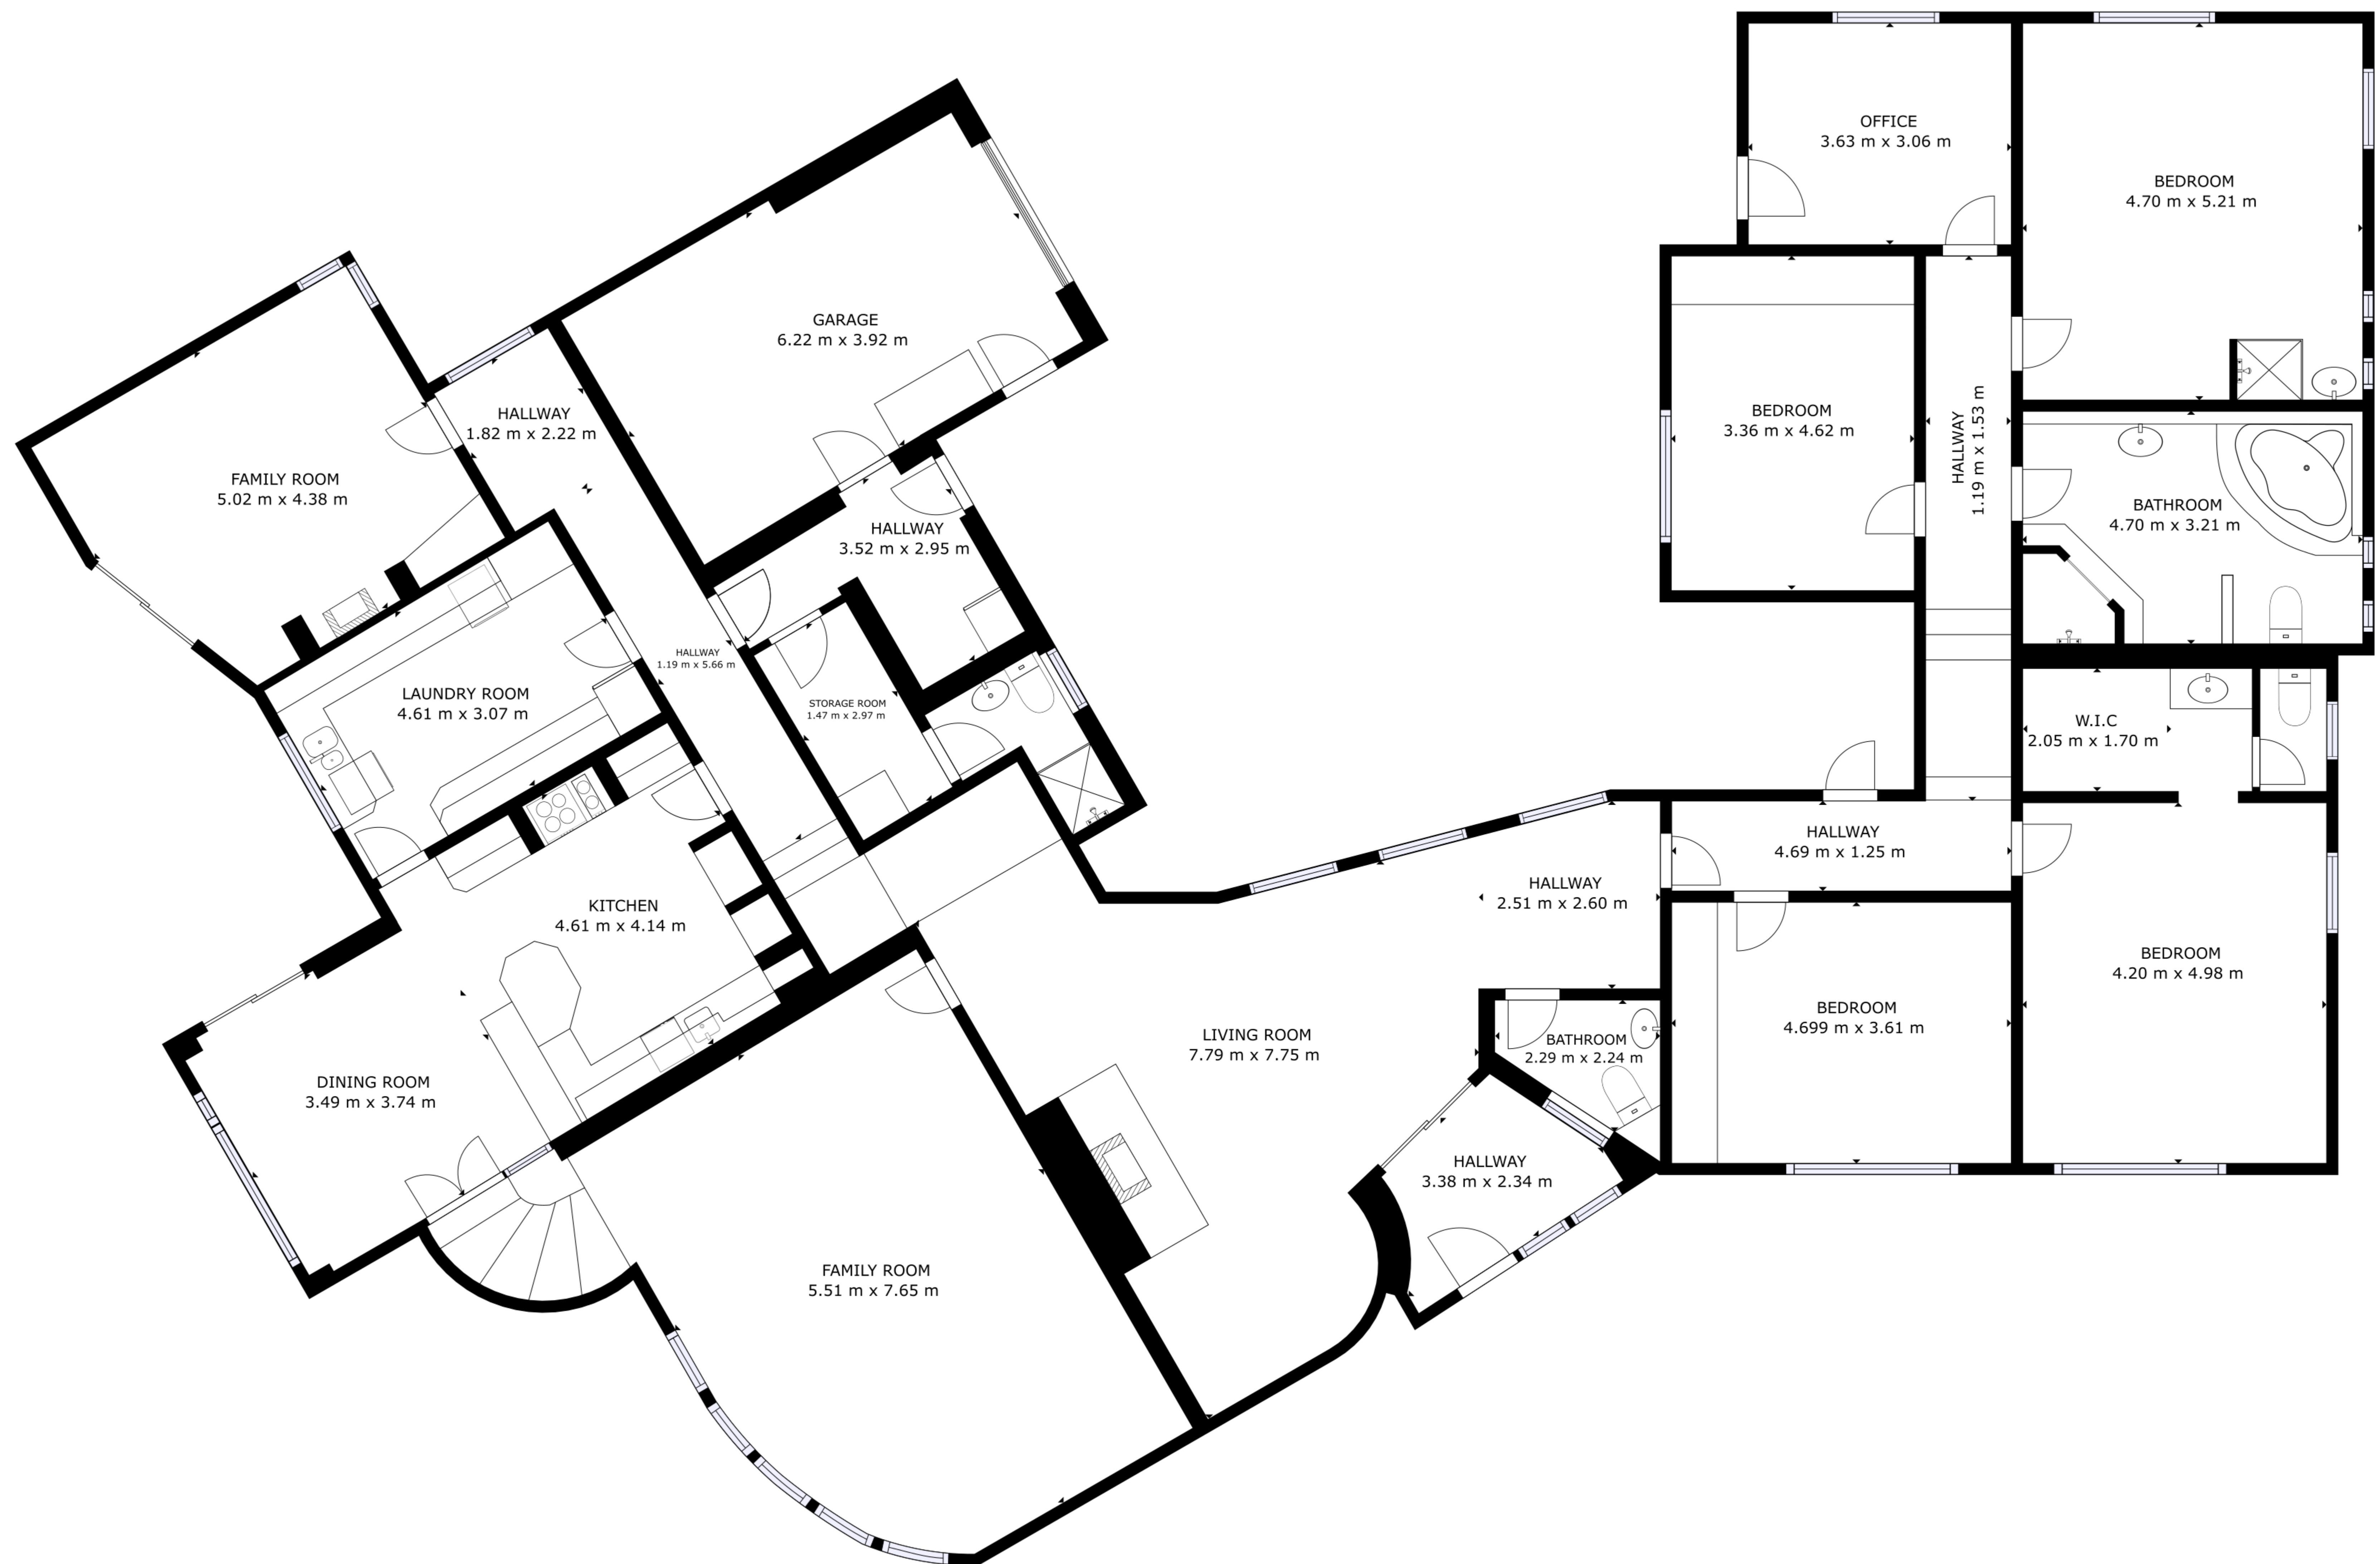 OFFICE
3.63 m x 3.06 m
BEDROOM
4.70 m x 5.21 m
GARAGE
6.22 m x 3.92 m
HALLWAY
1.82 m x 2.22 m
BEDROOM
3.36 m x 4.62 m
HALLWAY
1.19 m x 1.53 m
FAMILY ROOM
5.02 m x 4.38 m
HALLWAY
3.52 m x 2.95 m
BATHROOM
4.70 m x 3.21 m
HALLWAY
1.19 m x 5.66 m
LAUNDRY ROOM
4.61 m x 3.07 m
STORAGE ROOM
1.47 m x 2.97 m
W.I.C
2.05 m x 1.70 m
HALLWAY
4.69 m x 1.25 m
KITCHEN
4.61 m x 4.14 m
HALLWAY
2.51 m x 2.60 m
BEDROOM
4.20 m x 4.98 m
BEDROOM
4.699 m x 3.61 m
LIVING ROOM
7.79 m x 7.75 m
BATHROOM
2.29 m x 2.24 m
DINING ROOM
3.49 m x 3.74 m
HALLWAY
3.38 m x 2.34 m
FAMILY ROOM
5.51 m x 7.65 m